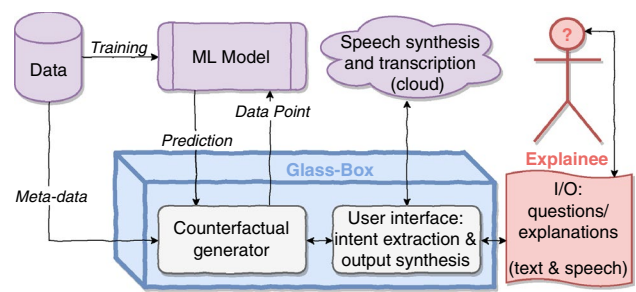 Data
Training
ML Model
Speech synthesis
and transcription
(cloud)
?
Data Point
Prediction
Explainee
Glass-Box
Meta-data
Counterfactual
generator
User interface:
intent extraction &
output synthesis
I/O:
questions/
explanations
(text & speech)